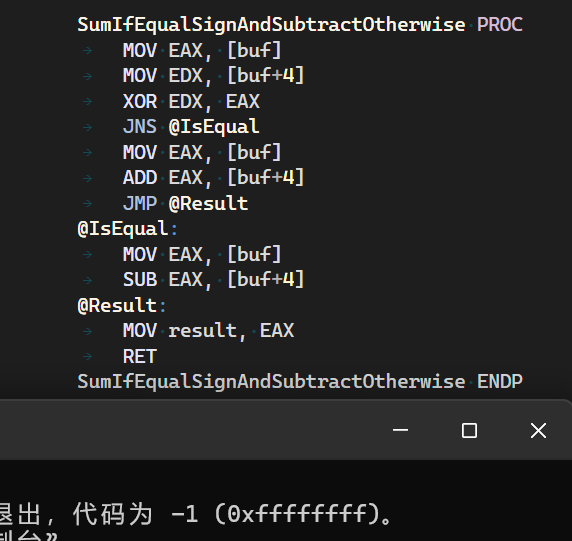 SumIfEqualSignAndSubtractOtherwise PROC
MOV EAX, [buf]
MOV EDX, [buf+4]
XOR EDX, EAX
JNS @IsEqual
MOV EAX, [buf]
ADD EAX, [buf+4]
JMP @Result
@IsEqual:
MOV EAX, [buf]
SUB EAX, [buf+4]
@Result:
MOV result, EAX
RET
SumIfEqualSignAndSubtractOtherwise ENDP
退出，代码为 -1 (0xffffffff)。
制台”